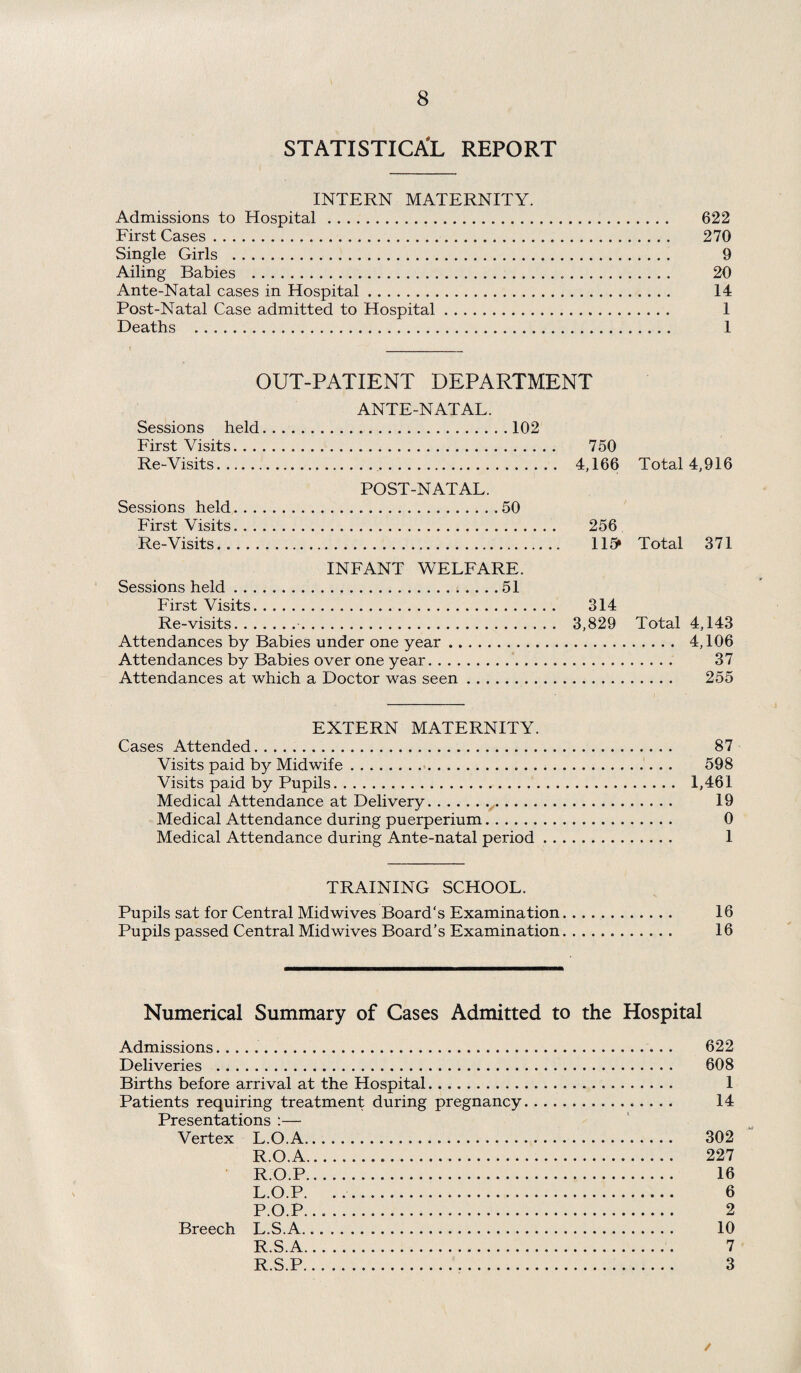 8
STATISTICAL REPORT
INTERN MATERNITY.
Admissions to Hospital ........ 622
First Cases ........ 270
Single Girls ........ 9
Ailing Babies ........ 20
Ante-Natal cases in Hospital ........ 14
Post-Natal Case admitted to Hospital ........ 1
Deaths ........ 1
OUT-PATIENT DEPARTMENT
ANTE-NATAL.
Sessions held ........ 102
First Visits ........ 750
Re-Visits ........ 4,166 Total 4,916
POST-NATAL.
Sessions held ........ 50
First Visits ........ 256
Re-Visits ........ 115 Total 371
INFANT WELFARE.
Sessions held ........ 51
First Visits ........ 314
Re-visits ........ 3,829 Total 4,143
Attendances by Babies under one year ........ 4,106
Attendances by Babies over one year ........ 37
Attendances at which a Doctor was seen ........ 255
EXTERN MATERNITY.
Cases Attended ........ 87
Visits paid by Midwife ........ 598
Visits paid by Pupils ........ 1,461
Medical Attendance at Delivery ........ 19
Medical Attendance during puerperium ........ 0
Medical Attendance during Ante-natal period ........ 1
TRAINING SCHOOL.
Pupils sat for Central Midwives Board's Examination ........ 16
Pupils passed Central Midwives Board's Examination ........ 16
Numerical Summary of Cases Admitted to the Hospital
Admissions ........ 622
Deliveries ........ 608
Births before arrival at the Hospital ........ 1
Patients requiring treatment during pregnancy ........ 14
Presentations :—
Vertex L.O.A. ........ 302
R.O.A. ........ 227
R.O.P. ........ 16
L.O.P. ........ 6
P.O.P. ........ 2
Breech L.S.A. ........ 10
R.S.A. ........ 7
R.S.P. ........ 3